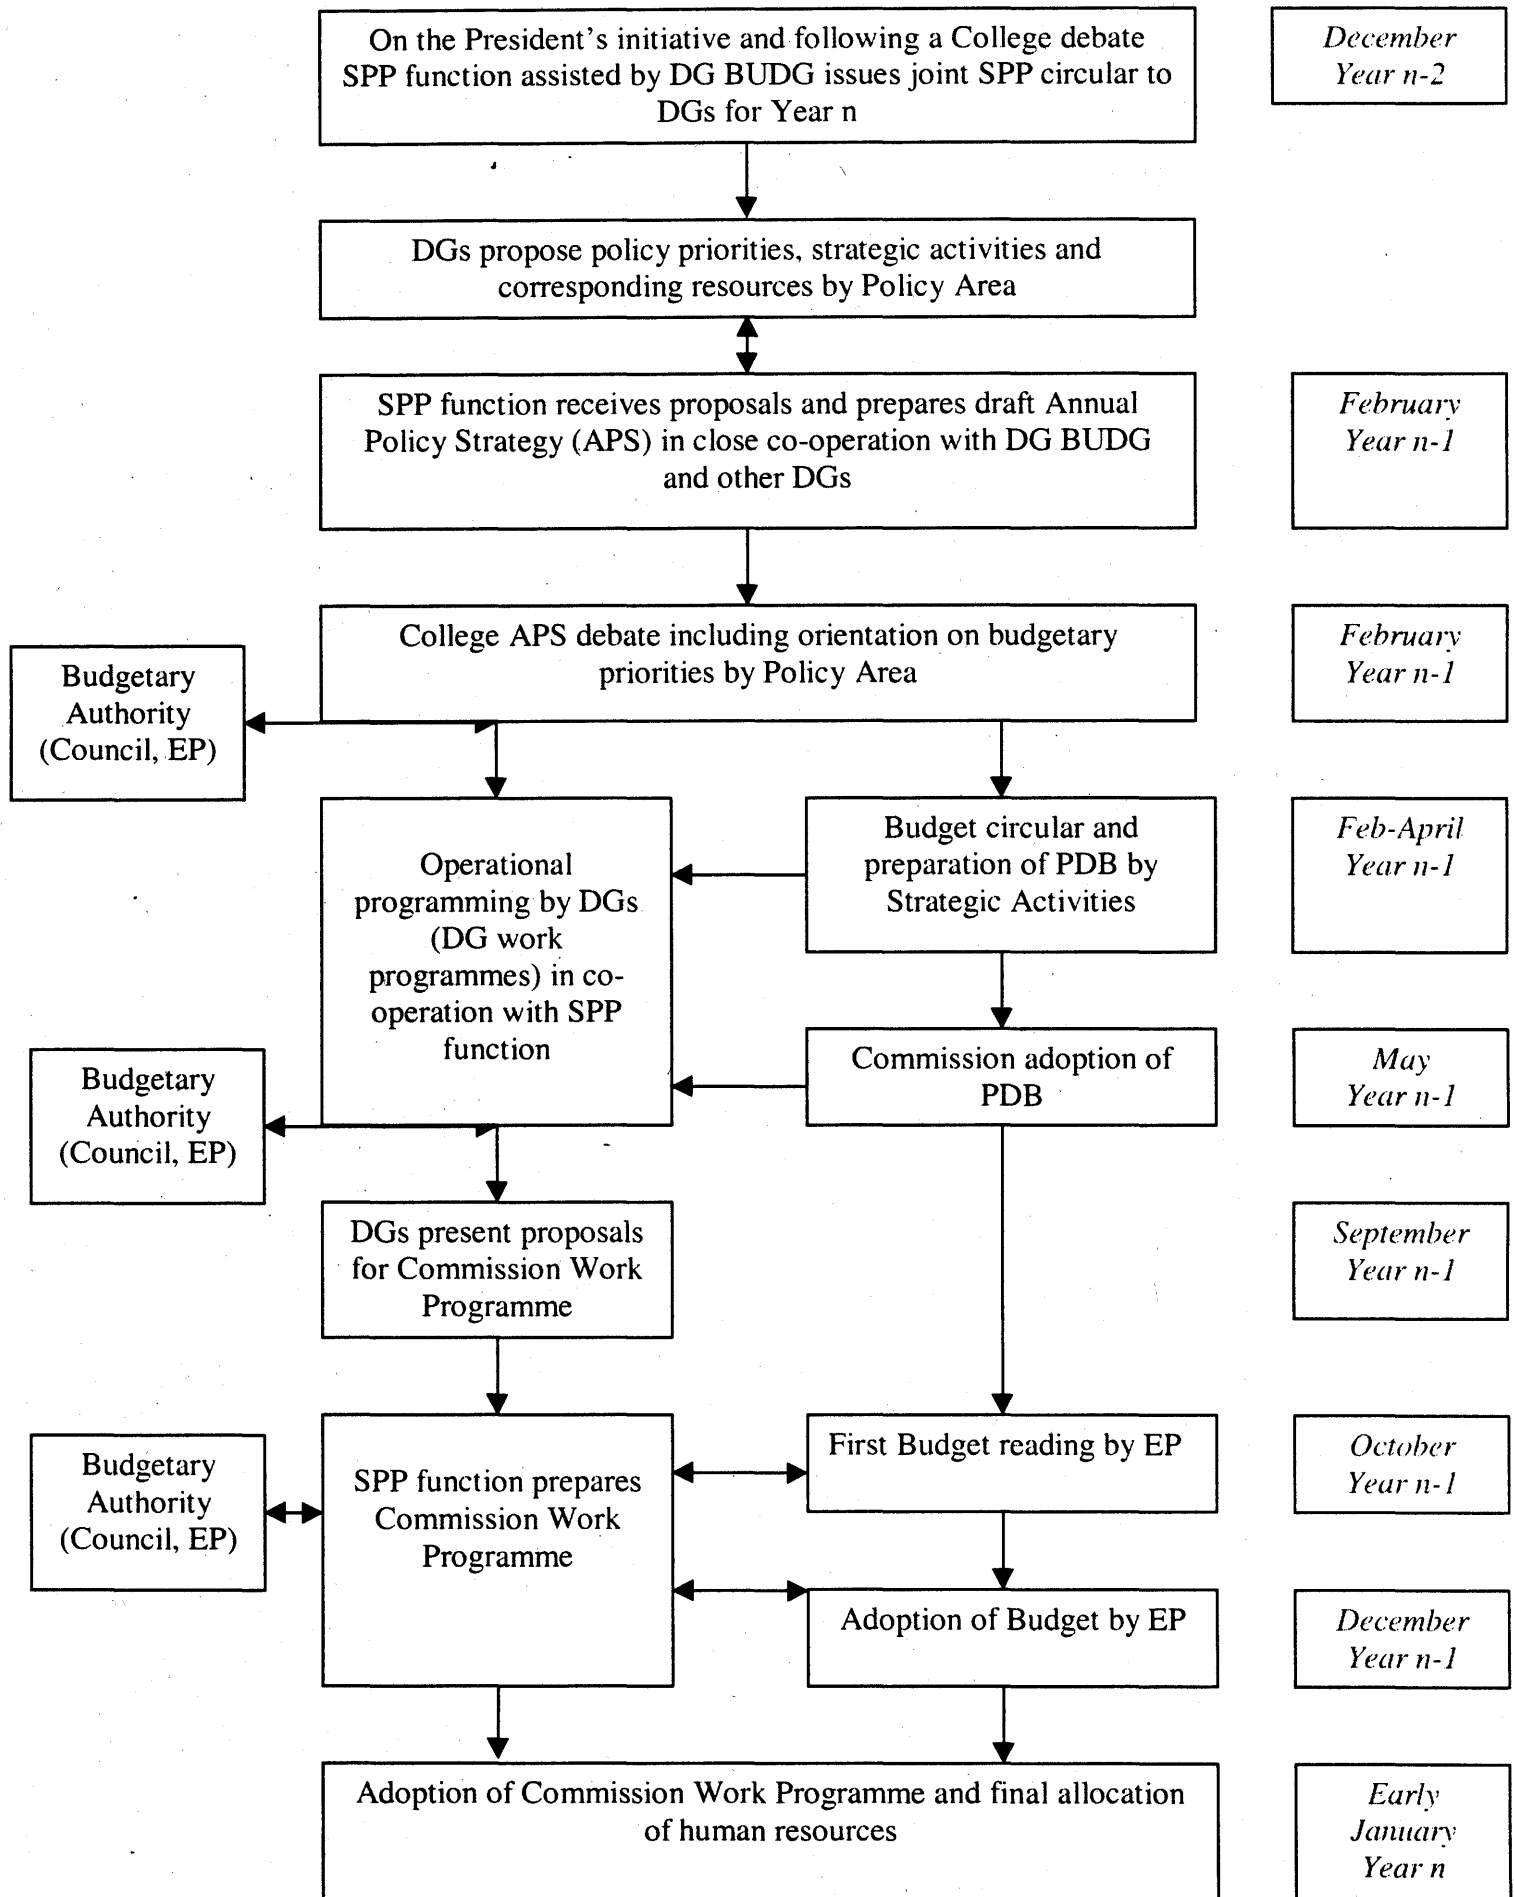 On the President's initiative and following a College debate
SPP function assisted by DG BUDG issues joint SPP circular to
DGs for Year n
December
Year n-2
DGs propose policy priorities, strategic activities and
corresponding resources by Policy Area
SPP function receives proposals and prepares draft Annual
Policy Strategy (APS) in close co-operation with DG BUDG
and other DGs
February
Year n-1
College APS debate including orientation on budgetary
priorities by Policy Area
February
Year n-1
Budgetary
Authority
(Council, EP)
Operational
programming by DGs
(DG work
programmes) in co-
operation with SPP
function
Budget circular and
preparation of PDB by
Strategic Activities
Feb-April
Year n-1
Commission adoption of
PDB
May
Year n-1
Budgetary
Authority
(Council, EP)
DGs present proposals
for Commission Work
Programme
September
Year n-1
Budgetary
Authority
(Council, EP)
SPP function prepares
Commission Work
Programme
First Budget reading by EP
October
Year n-1
Adoption of Budget by EP
December
Year n-1
Adoption of Commission Work Programme and final allocation
of human resources
Early
January
Year n